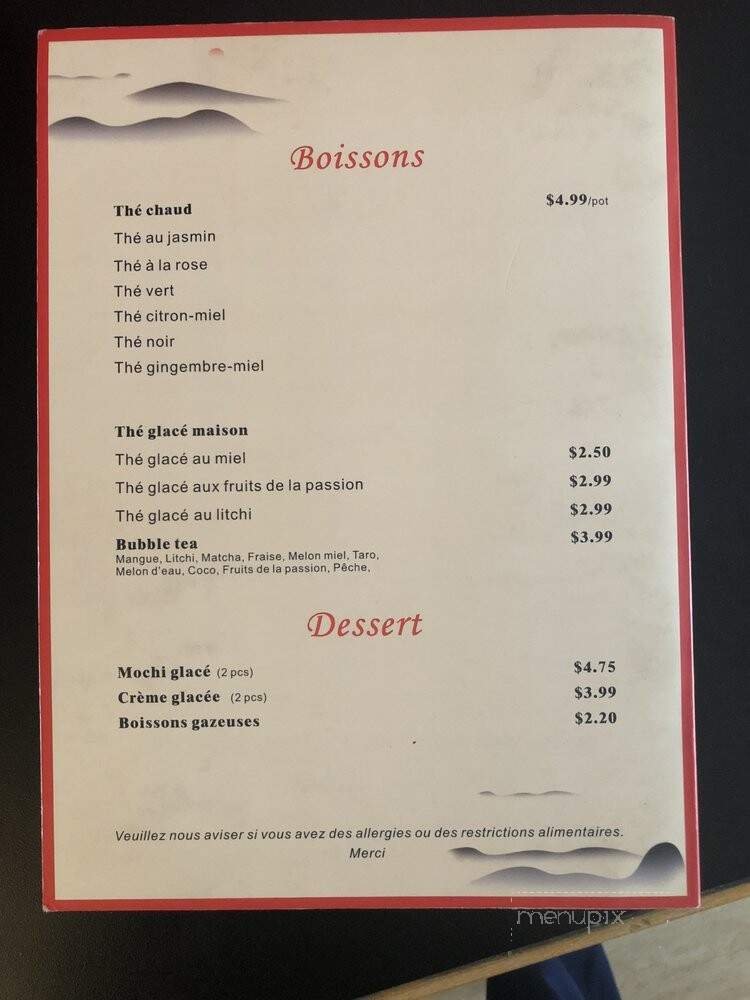 Boissons
Thé chaud $4.99/pot
Thé au jasmin
Thé à la rose
Thé vert
Thé citron-miel
Thé noir
Thé gingembre-miel
Thé glacé maison
Thé glacé au miel $2.50
Thé glacé aux fruits de la passion $2.99
Thé glacé au litchi $2.99
Bubble tea $3.99
Mangue, Litchi, Matcha, Fraise, Melon miel, Taro,
Melon d'eau, Coco, Fruits de la passion, Pêche,
Dessert
Mochi glacé (2 pcs) $4.75
Crème glacée (2 pcs) $3.99
Boissons gazeuses $2.20
Veuillez nous aviser si vous avez des allergies ou des restrictions alimentaires.
Merci
menupix